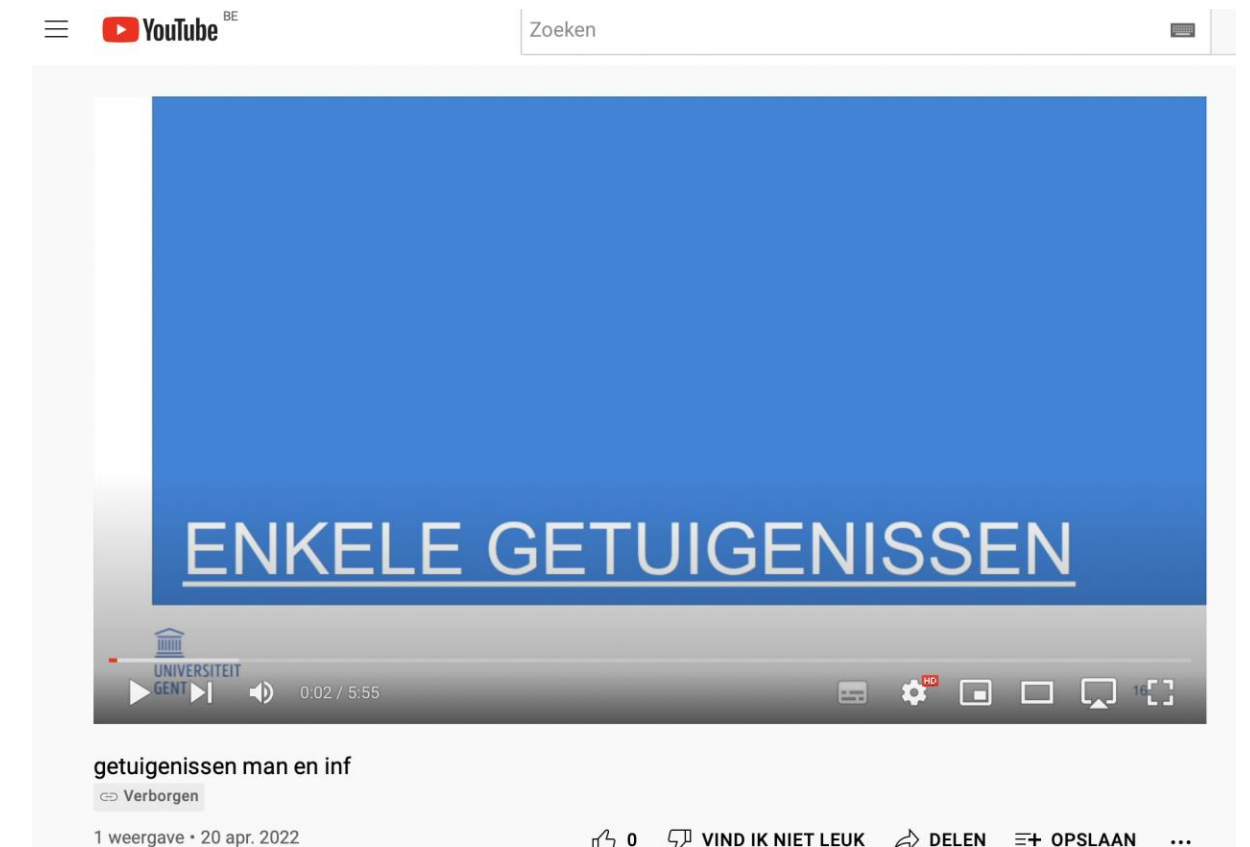 YouTube BE
Zoeken
ENKELE GETUIGENISSEN
UNIVERSITEIT
GENT
0:02 / 5:55
HD
16
getuigenissen man en inf
Verborgen
1 weergave • 20 apr. 2022
0 VIND IK NIET LEUK DELEN OPSLAAN ...